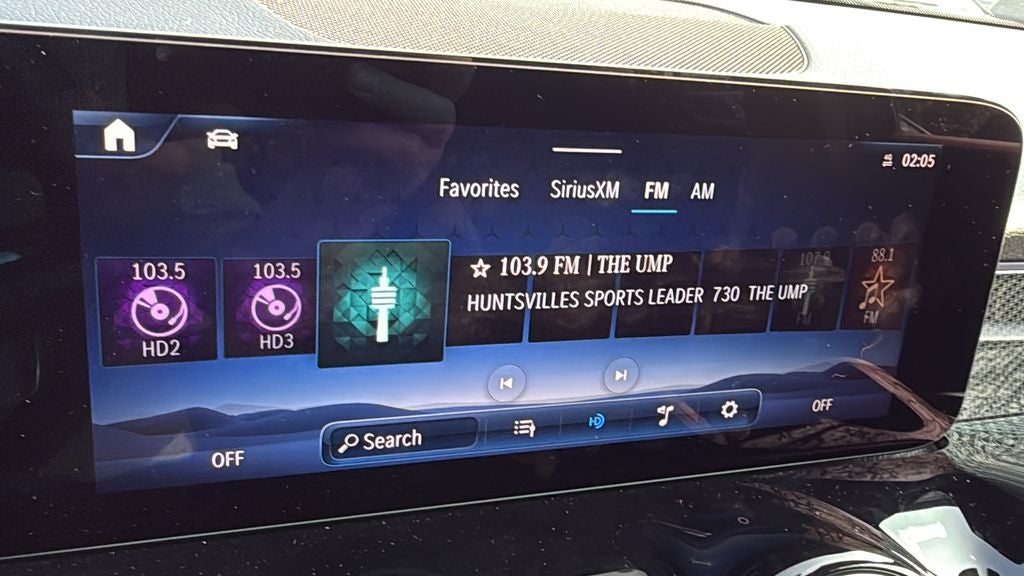 02:05
Favorites SiriusXM FM AM
103.5
HD2
103.5
HD3
103.9 FM | THE UMP
HUNTSVILLES SPORTS LEADER 730 THE UMP
88.1
FM
OFF
Search
OFF